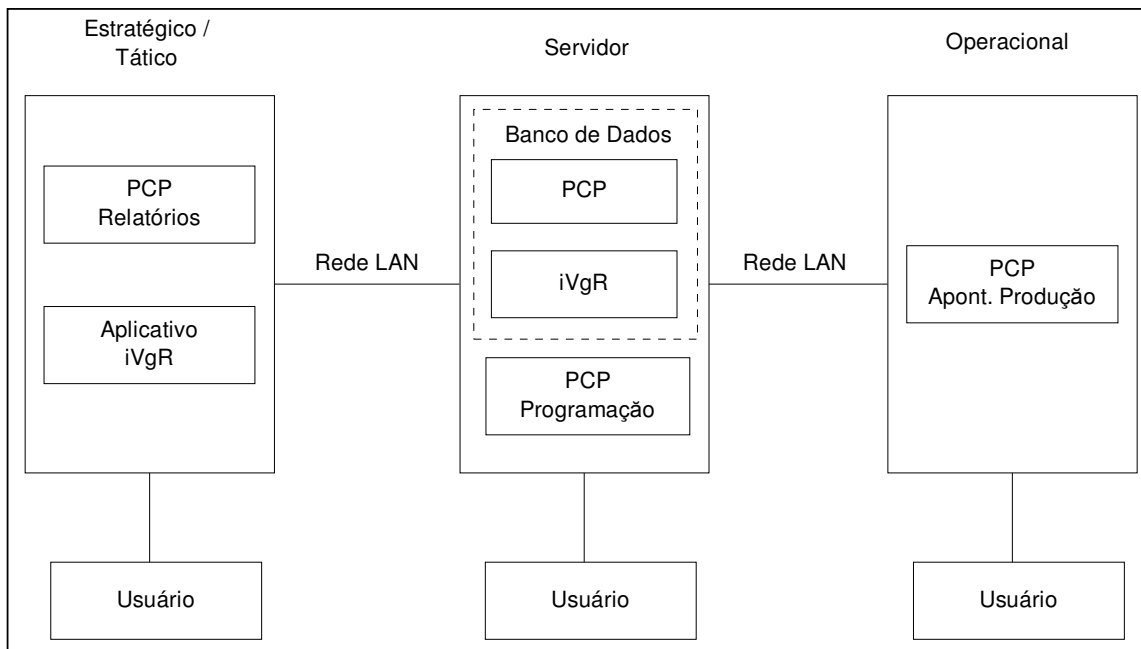 Estratégico /
Tático
Servidor
Operacional
Banco de Dados
PCP
Relatórios
PCP
Rede LAN
iVgR
Rede LAN
PCP
Apont. Produção
Aplicativo
iVgR
PCP
Programação
Usuário
Usuário
Usuário